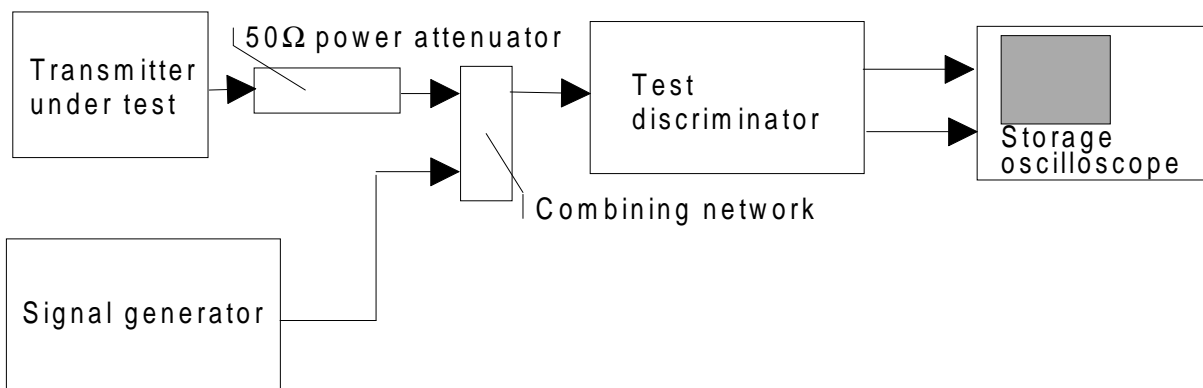 50Ω power attenuator
Transmitter
under test
Test
discriminator
Storage
oscilloscope
Combining network
Signal generator